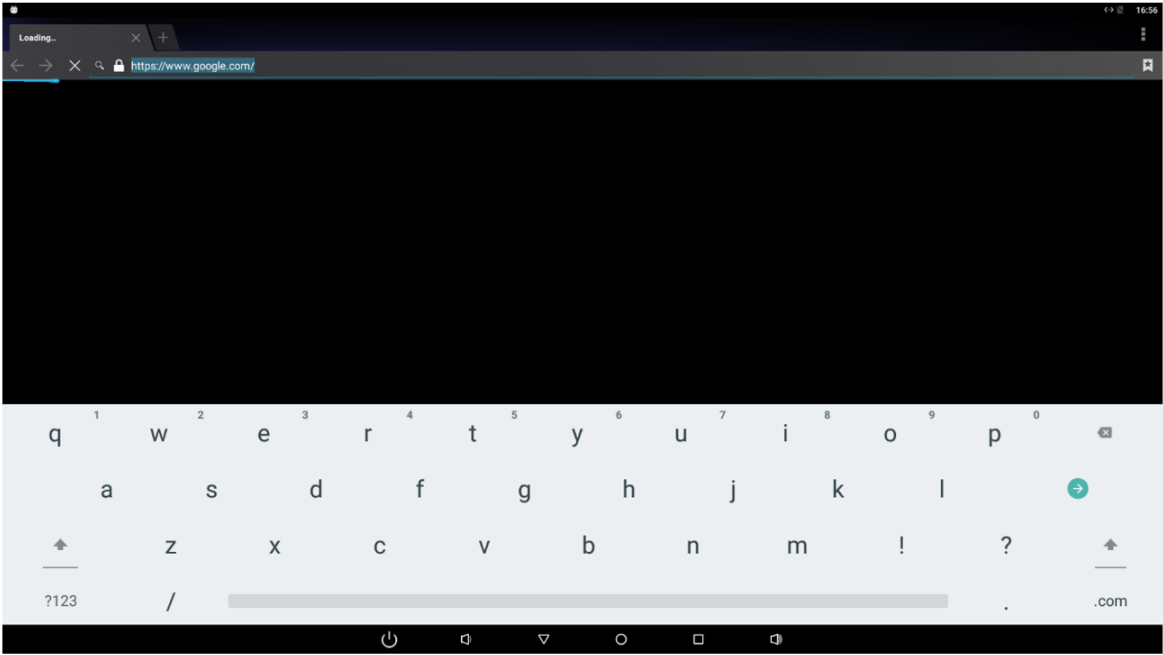 16:56
Loading...
https://www.google.com/
1 2 3 4 5 6 7 8 9 0
q w e r t y u i o p
a s d f g h j k l
z x c v b n m ! ?
?123 / . .com